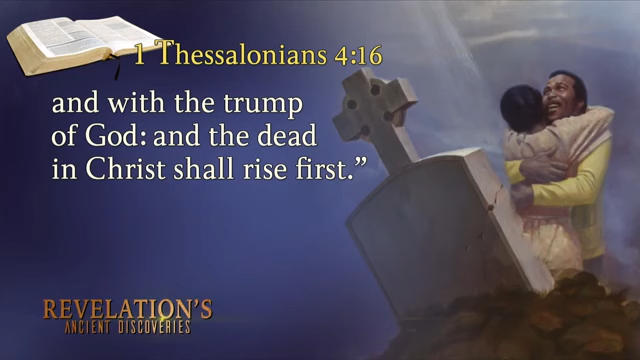 1 Thessalonians 4:16
and with the trump
of God: and the dead
in Christ shall rise first.”
REVELATION'S
ANCIENT DISCOVERIES